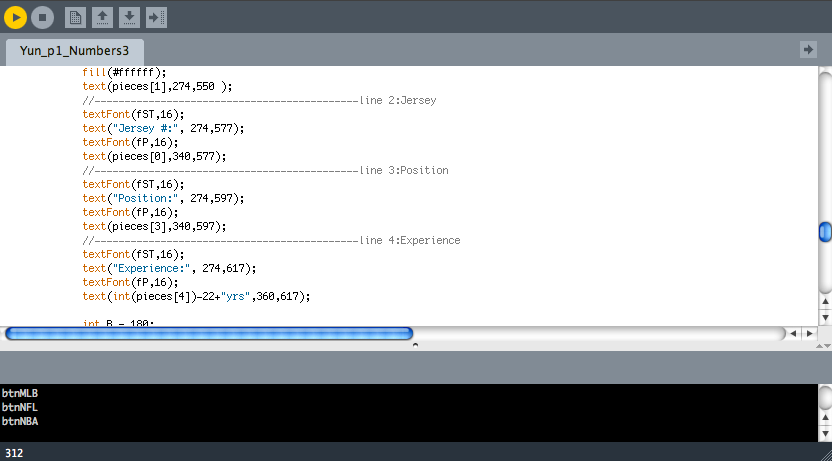 Yun_p1_Numbers3
fill(#ffffff);
text(pieces[1],274,550 );
//------------------------------------------line 2:Jersey
textFont(fST,16);
text("Jersey #:", 274,577);
textFont(fP,16);
text(pieces[0],340,577);
//------------------------------------------line 3:Position
textFont(fST,16);
text("Position:", 274,597);
textFont(fP,16);
text(pieces[3],340,597);
//------------------------------------------line 4:Experience
textFont(fST,16);
text("Experience:", 274,617);
textFont(fP,16);
text(int(pieces[4])-22+"yrs",360,617);
int B = 180;
btnMLB
btnNFL
btnNBA
312